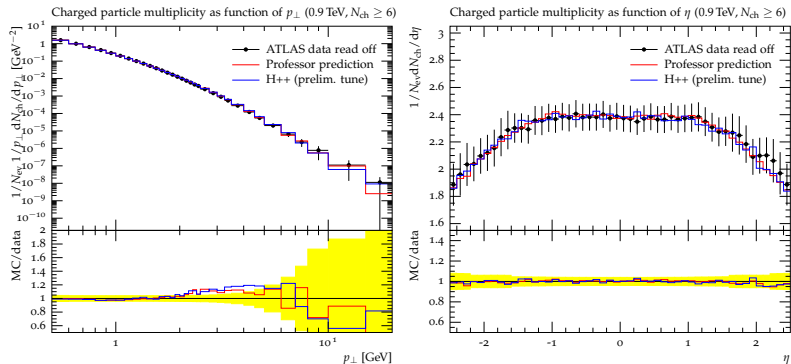 Charged particle multiplicity as function of p⊥ (0.9 TeV, Nch ≥ 6)
ATLAS data read off
Professor prediction
H++ (prelim. tune)
1/Nev 1/p⊥ dNch/dp⊥ [GeV−2]
1
10−1
10−2
10−3
10−4
10−5
10−6
10−7
10−8
10−9
10−10
MC/data
2
1.8
1.6
1.4
1.2
1
0.8
0.6
1
10 1
p⊥ [GeV]
Charged particle multiplicity as function of η (0.9 TeV, Nch ≥ 6)
ATLAS data read off
Professor prediction
H++ (prelim. tune)
1/Nev dNch/dη
3
2.8
2.6
2.4
2.2
2
1.8
1.6
MC/data
1.4
1.2
1.0
0.8
0.6
-2
-1
0
1
2
η